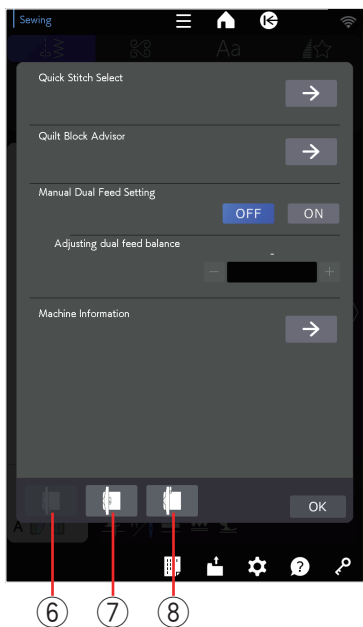 Sewing
Aa
Quick Stitch Select
Quilt Block Advisor
Manual Dual Feed Setting
OFF ON
Adjusting dual feed balance
-
− +
Machine Information
OK
A
?
⑥ ⑦ ⑧